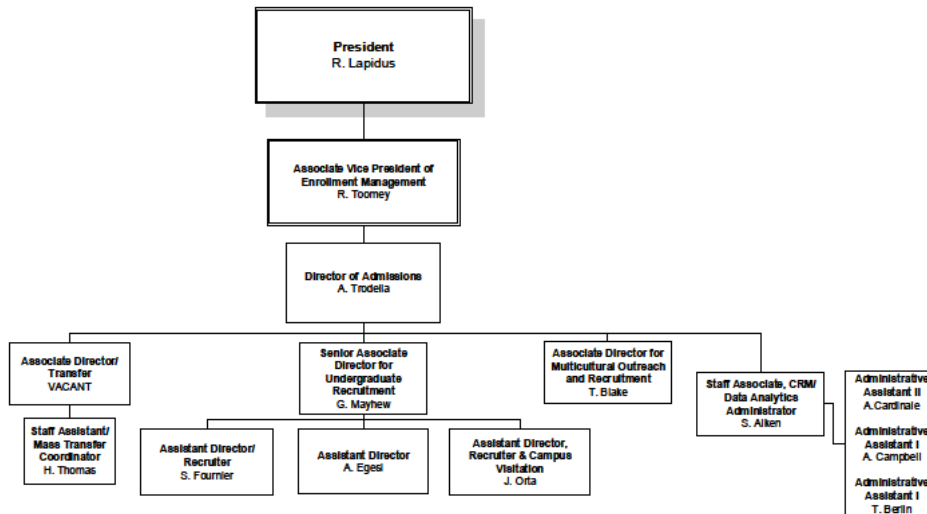 President
R. Lapidus
Associate Vice President of
Enrollment Management
R. Toomey
Director of Admissions
A. Trodella
Associate Director/
Transfer
VACANT
Staff Assistant/
Mass Transfer
Coordinator
H. Thomas
Senior Associate
Director for
Undergraduate
Recruitment
G. Mayhew
Assistant Director/
Recruiter
S. Fournier
Assistant Director
A. Egesi
Assistant Director,
Recruiter & Campus
Visitation
J. Orta
Associate Director for
Multicultural Outreach
and Recruitment
T. Blake
Staff Associate, CRM/
Data Analytics
Administrator
S. Aiken
Administrative
Assistant II
A.Cardinale
Administrative
Assistant I
A. Campbell
Administrative
Assistant I
T. Berlin